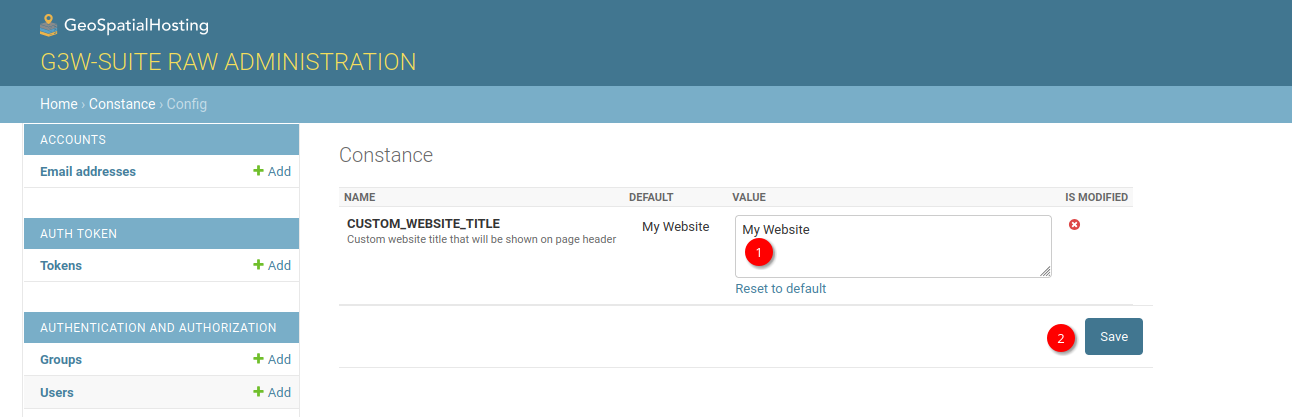 GeoSpatialHosting
G3W-SUITE RAW ADMINISTRATION
Home › Constance › Config
ACCOUNTS
Email addresses + Add
AUTH TOKEN
Tokens + Add
AUTHENTICATION AND AUTHORIZATION
Groups + Add
Users + Add
Constance
NAME DEFAULT VALUE IS MODIFIED
CUSTOM_WEBSITE_TITLE My Website My Website
Custom website title that will be shown on page header
1
Reset to default
2 Save